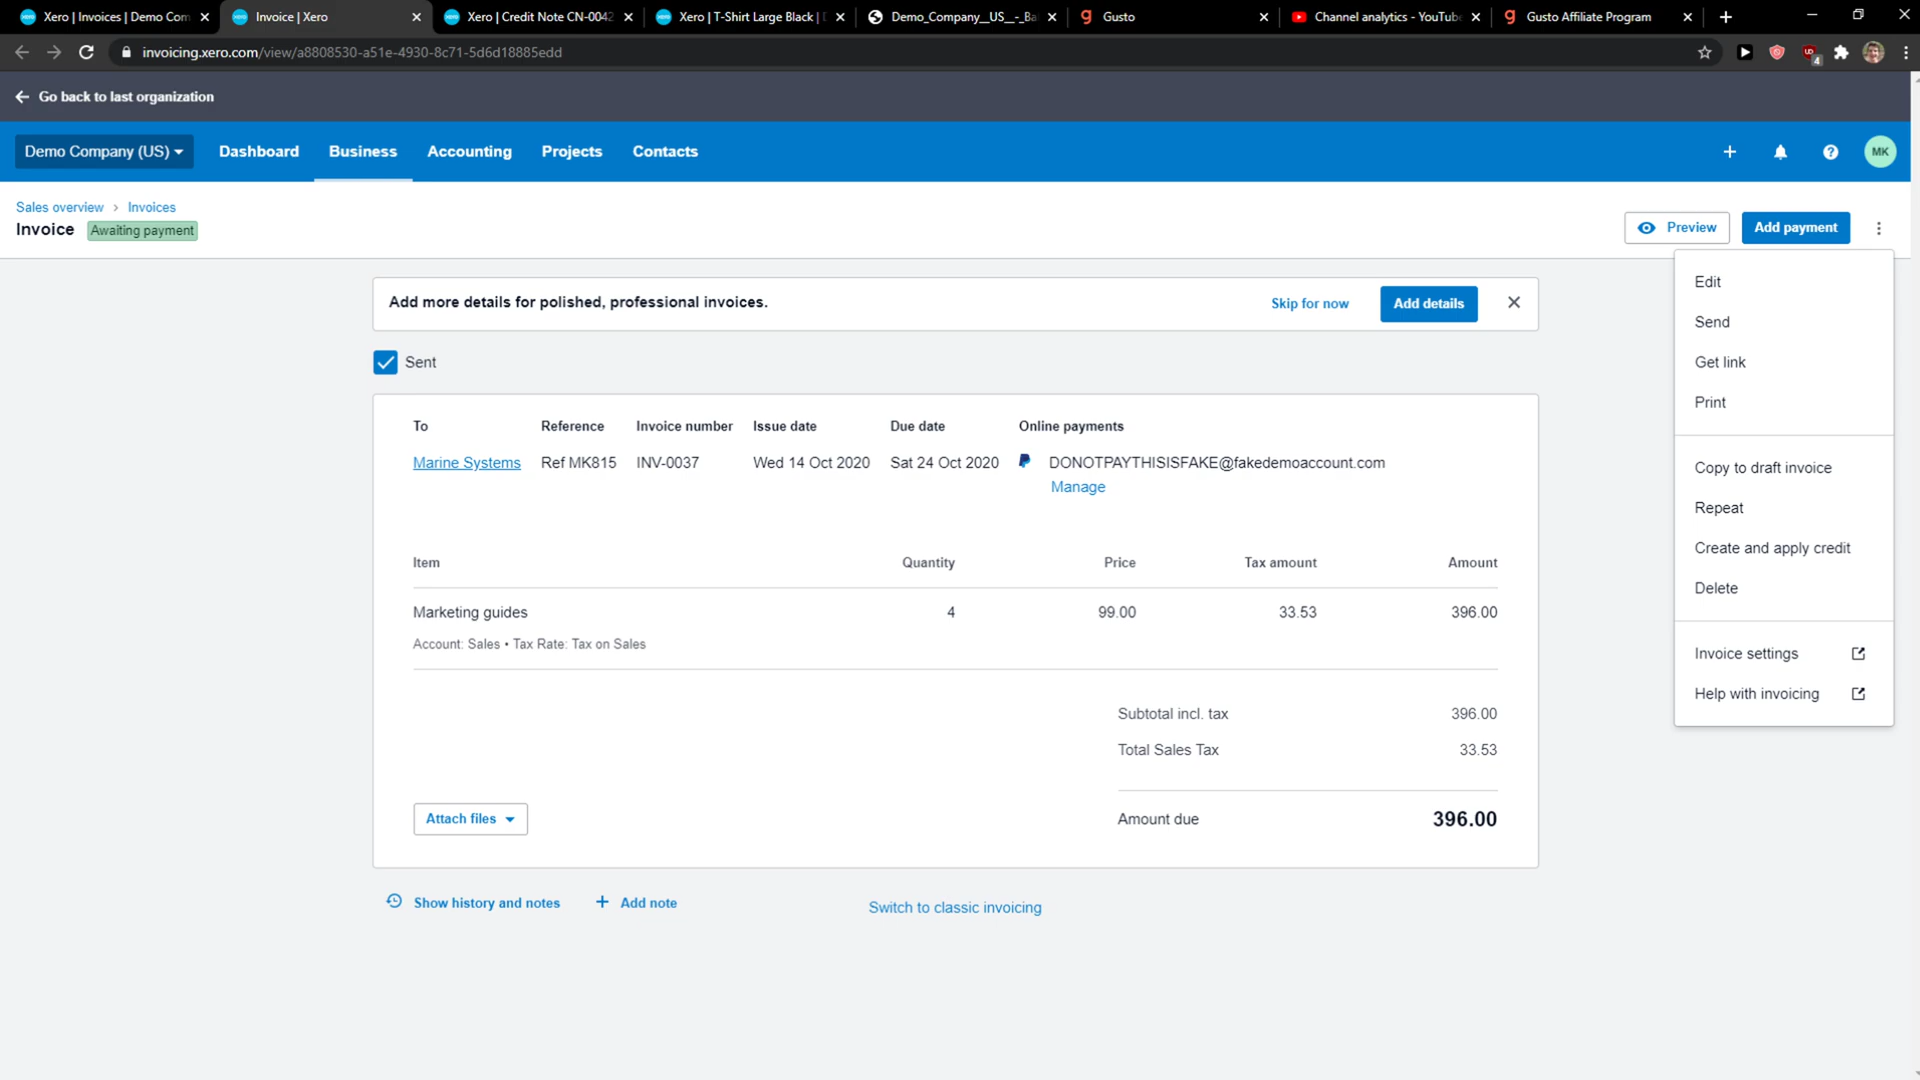 Xero | Invoices | Demo Com
Invoice | Xero
Xero | Credit Note CN-0042
Xero | T-Shirt Large Black |
Demo_Company__US__-_Ba
Gusto
Channel analytics - YouTube
Gusto Affiliate Program
invoicing.xero.com/view/a8808530-a51e-4930-8c71-5d6d18885edd
4
Go back to last organization
Demo Company (US)
Dashboard
Business
Accounting
Projects
Contacts
MK
Sales overview > Invoices
Invoice Awaiting payment
Preview
Add payment
Edit
Send
Get link
Print
Copy to draft invoice
Repeat
Create and apply credit
Delete
Invoice settings
Help with invoicing
Add more details for polished, professional invoices.
Skip for now
Add details
Sent
To Reference Invoice number Issue date Due date Online payments
Marine Systems Ref MK815 INV-0037 Wed 14 Oct 2020 Sat 24 Oct 2020 DONOTPAYTHISISFAKE@fakedemoaccount.com
Manage
Item Quantity Price Tax amount Amount
Marketing guides 4 99.00 33.53 396.00
Account: Sales • Tax Rate: Tax on Sales
Subtotal incl. tax 396.00
Total Sales Tax 33.53
Attach files
Amount due 396.00
Show history and notes
+ Add note
Switch to classic invoicing